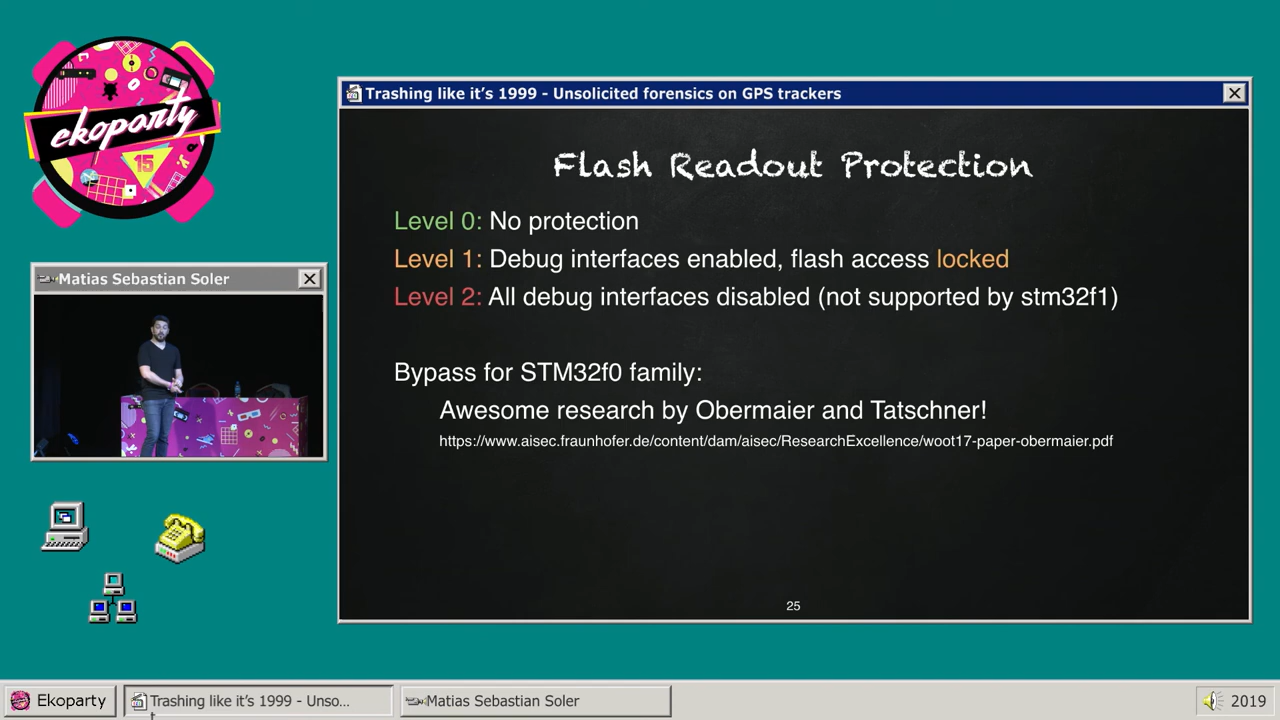 ekoparty
15
Trashing like it's 1999 - Unsolicited forensics on GPS trackers
Flash Readout Protection
Level 0: No protection
Level 1: Debug interfaces enabled, flash access locked
Level 2: All debug interfaces disabled (not supported by stm32f1)
Bypass for STM32f0 family:
Awesome research by Obermaier and Tatschner!
https://www.aisec.fraunhofer.de/content/dam/aisec/ResearchExcellence/woot17-paper-obermaier.pdf
25
Matias Sebastian Soler
Ekoparty
Trashing like it's 1999 - Unso...
Matias Sebastian Soler
2019